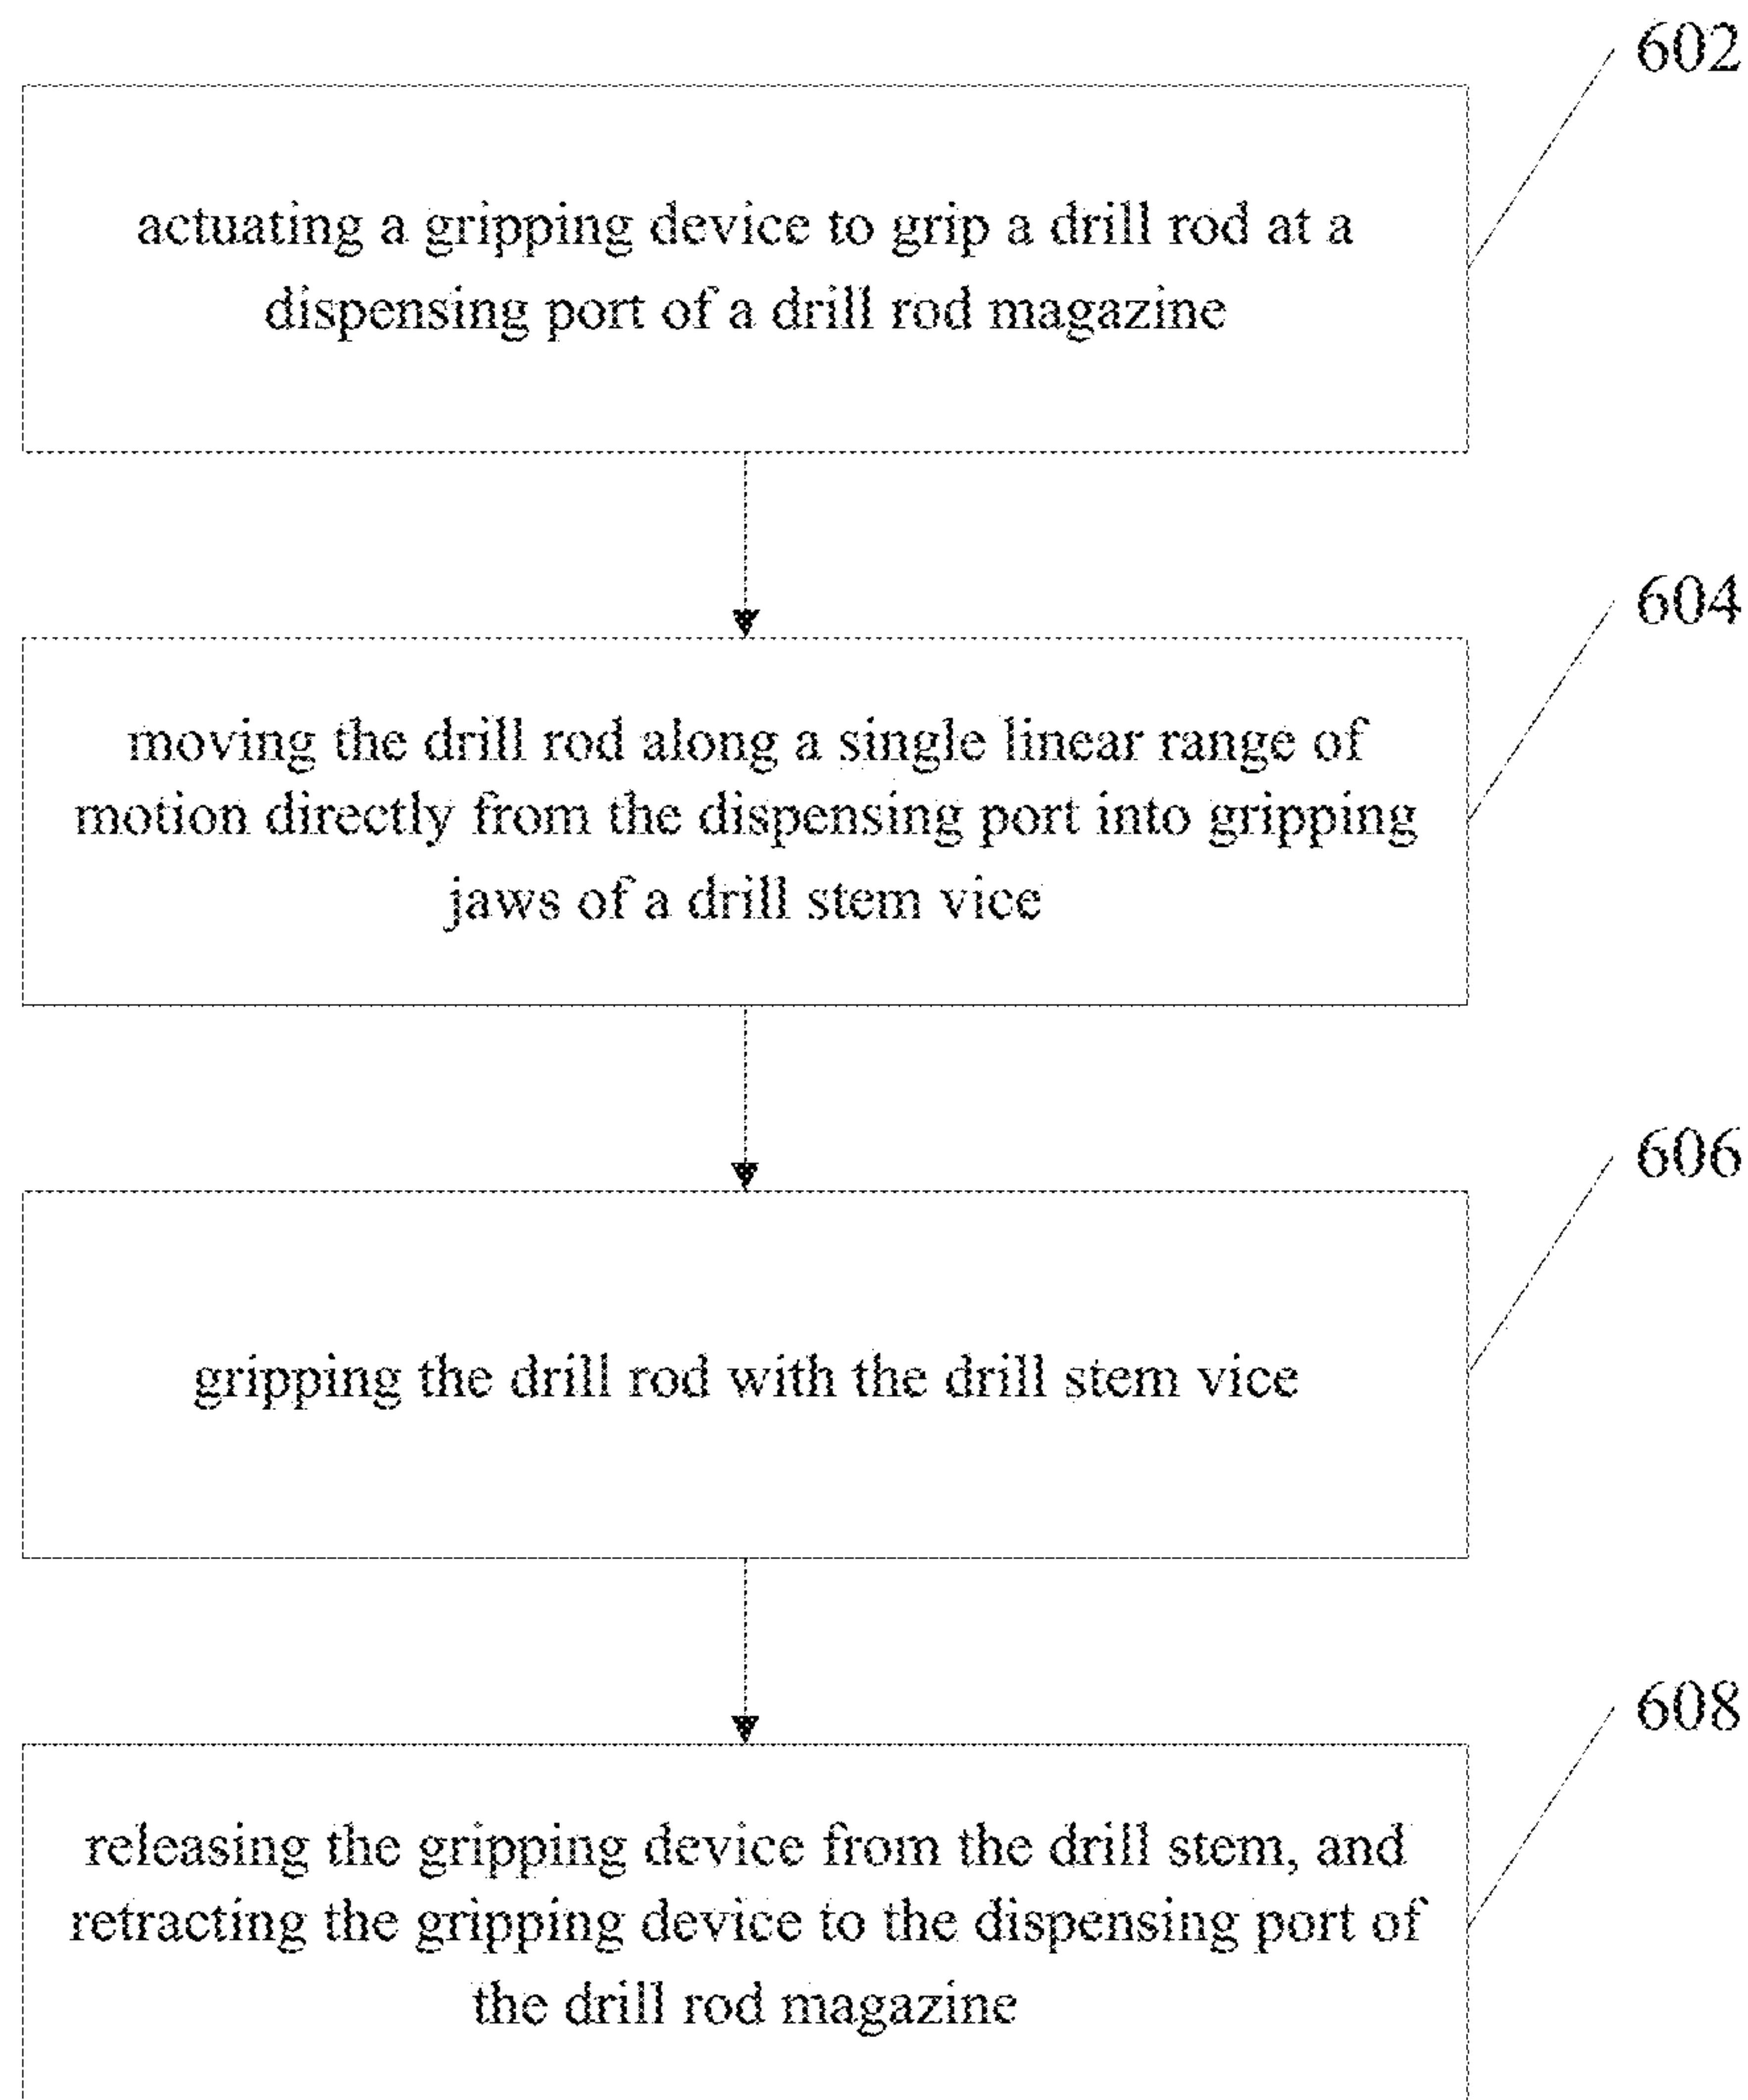 602
actuating a gripping device to grip a drill rod at a
dispensing port of a drill rod magazine
604
moving the drill rod along a single linear range of
motion directly from the dispensing port into gripping
jaws of a drill stem vice
606
gripping the drill rod with the drill stem vice
608
releasing the gripping device from the drill stem, and
retracting the gripping device to the dispensing port of
the drill rod magazine